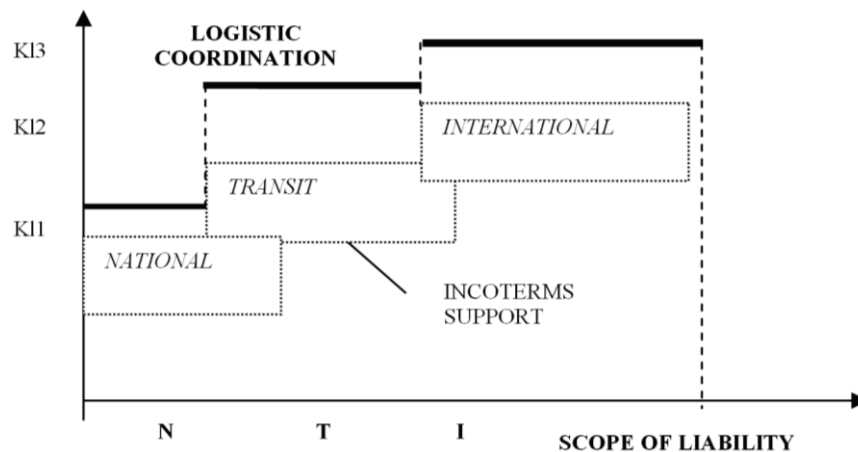 LOGISTIC
COORDINATION
Kl3
Kl2
INTERNATIONAL
TRANSIT
Kl1
NATIONAL
INCOTERMS
SUPPORT
N T I
SCOPE OF LIABILITY